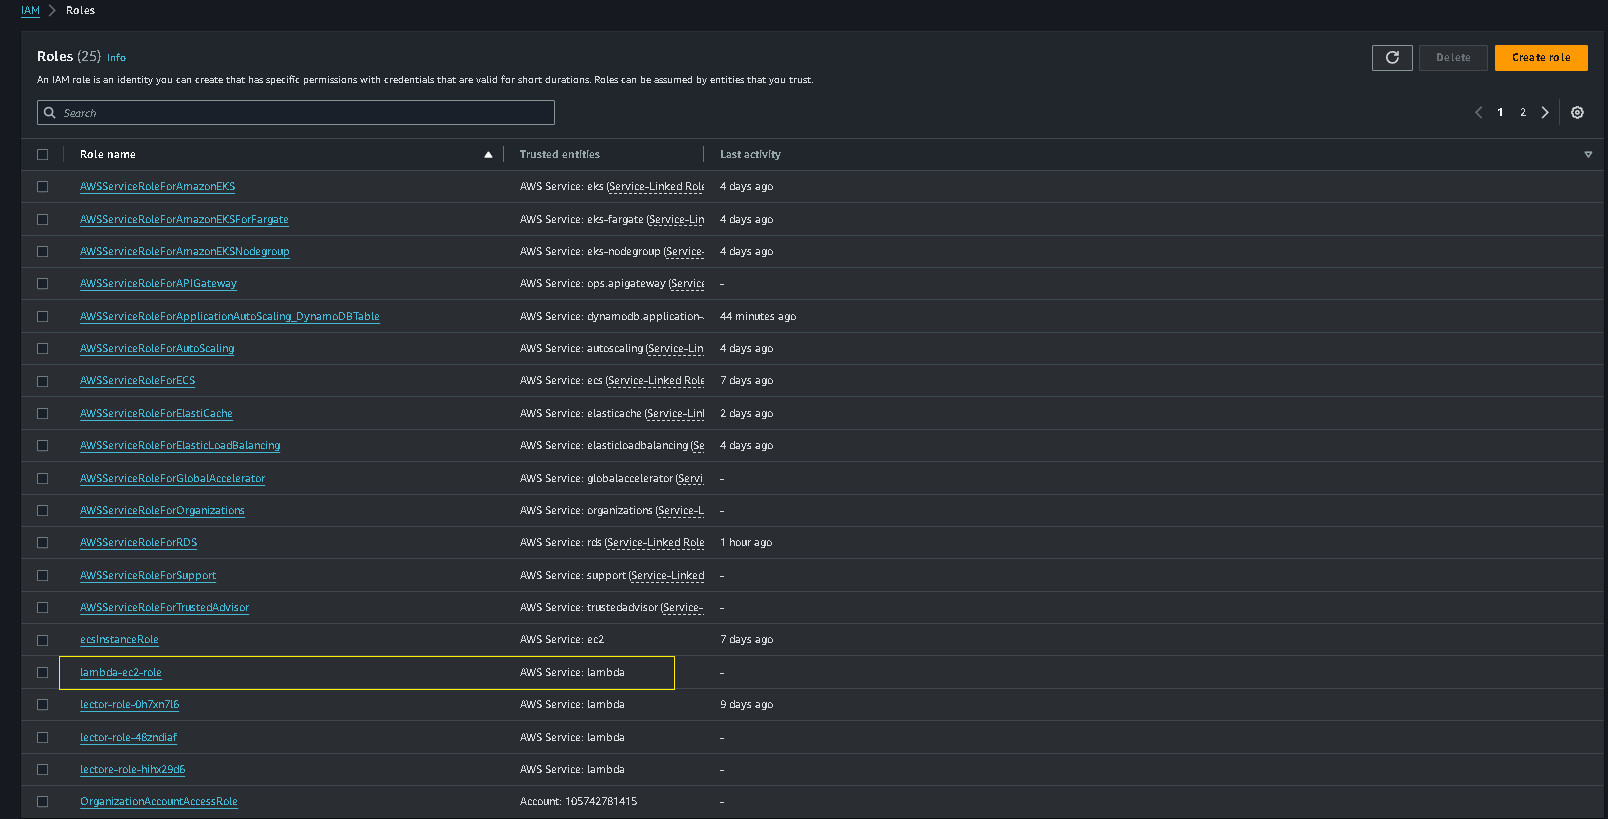 IAM > Roles
Roles (25) Info
Delete
Create role
An IAM role is an identity you can create that has specific permissions with credentials that are valid for short durations. Roles can be assumed by entities that you trust.
Search
1 2
Role name Trusted entities Last activity
AWSServiceRoleForAmazonEKS AWS Service: eks (Service-Linked Role 4 days ago
AWSServiceRoleForAmazonEKSForFargate AWS Service: eks-fargate (Service-Lin 4 days ago
AWSServiceRoleForAmazonEKSNodegroup AWS Service: eks-nodegroup (Service- 4 days ago
AWSServiceRoleForAPIGateway AWS Service: ops.apigateway (Service -
AWSServiceRoleForApplicationAutoScaling_DynamoDBTable AWS Service: dynamodb.application- 44 minutes ago
AWSServiceRoleForAutoScaling AWS Service: autoscaling (Service-Lin 4 days ago
AWSServiceRoleForECS AWS Service: ecs (Service-Linked Role 7 days ago
AWSServiceRoleForElastiCache AWS Service: elasticache (Service-Linl 2 days ago
AWSServiceRoleForElasticLoadBalancing AWS Service: elasticloadbalancing (Se 4 days ago
AWSServiceRoleForGlobalAccelerator AWS Service: globalaccelerator (Servi -
AWSServiceRoleForOrganizations AWS Service: organizations (Service-L -
AWSServiceRoleForRDS AWS Service: rds (Service-Linked Role 1 hour ago
AWSServiceRoleForSupport AWS Service: support (Service-Linked -
AWSServiceRoleForTrustedAdvisor AWS Service: trustedadvisor (Service- -
ecsInstanceRole AWS Service: ec2 7 days ago
lambda-ec2-role AWS Service: lambda -
lector-role-0h7xn7l6 AWS Service: lambda 9 days ago
lector-role-48zndiaf AWS Service: lambda -
lectore-role-hihx29d6 AWS Service: lambda -
OrganizationAccountAccessRole Account: 105742781415 -